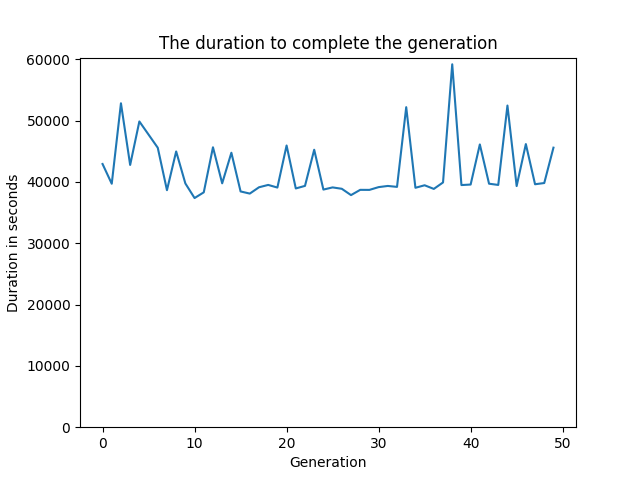 The duration to complete the generation
60000
50000
40000
30000
20000
10000
0
Duration in seconds
0 10 20 30 40 50
Generation